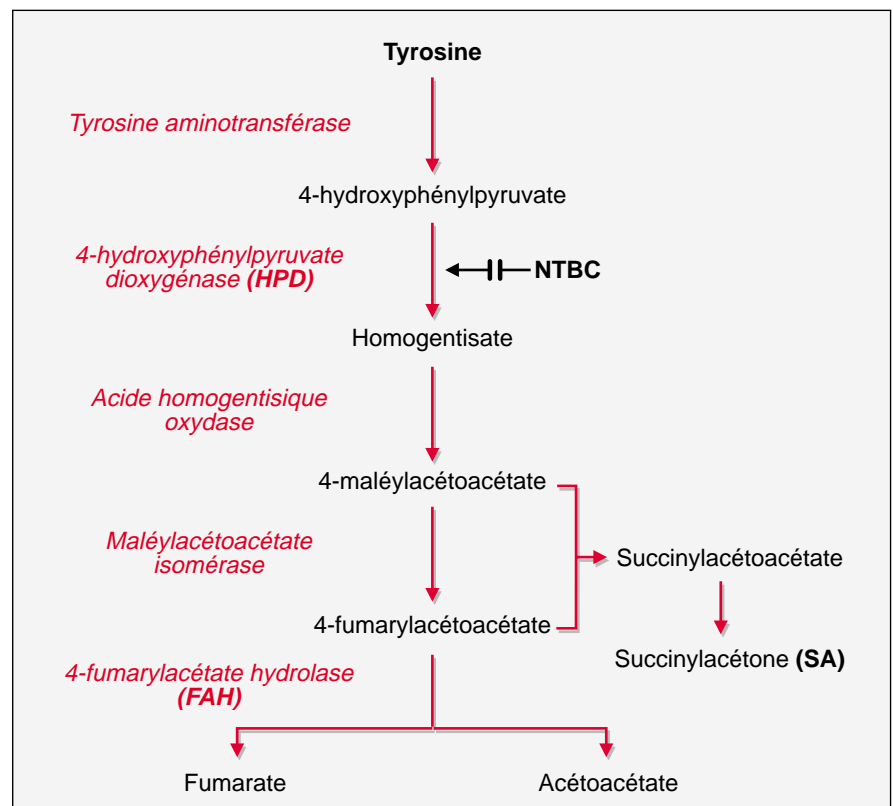 Tyrosine
Tyrosine aminotransférase
4-hydroxyphénylpyruvate
4-hydroxyphénylpyruvate
dioxygénase (HPD)
NTBC
Homogentisate
Acide homogentisique
oxydase
4-maléylacétoacétate
Maléylacétoacétate
isomérase
Succinylacétoacétate
4-fumarylacétoacétate
Succinylacétone (SA)
4-fumarylacétate hydrolase
(FAH)
Fumarate
Acétoacétate